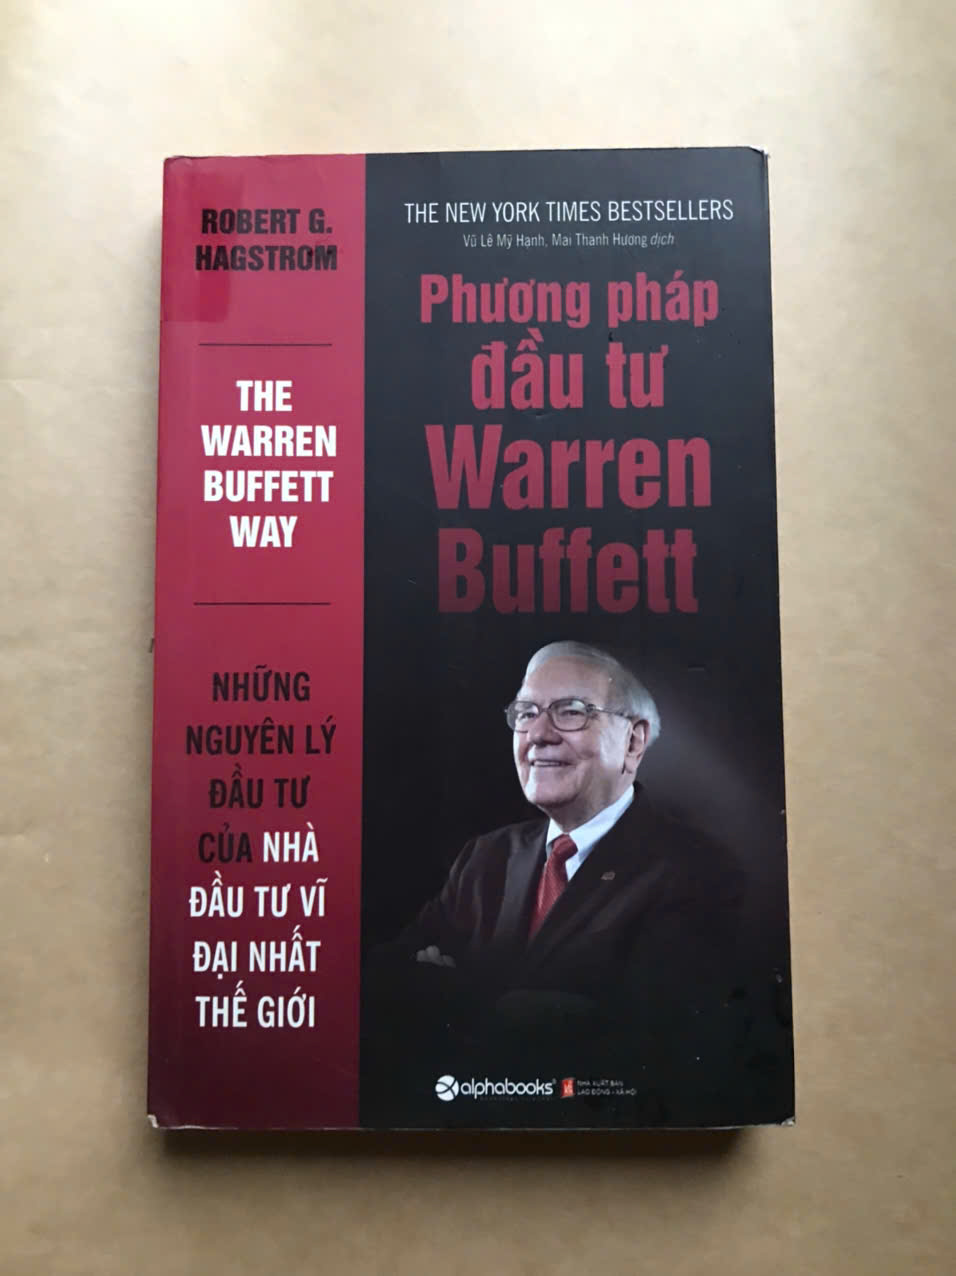 ROBERT G.
HAGSTROM
THE
WARREN
BUFFETT
WAY
NHỮNG
NGUYÊN LÝ
ĐẦU TƯ
CỦA NHÀ
ĐẦU TƯ VĨ
ĐẠI NHẤT
THẾ GIỚI
THE NEW YORK TIMES BESTSELLERS
Vũ Lê Mỹ Hạnh, Mai Thanh Hương dịch
Phương pháp
đầu tư
Warren
Buffett
alphabooks®
NHÀ XUẤT BẢN
LAO ĐỘNG - XÃ HỘI